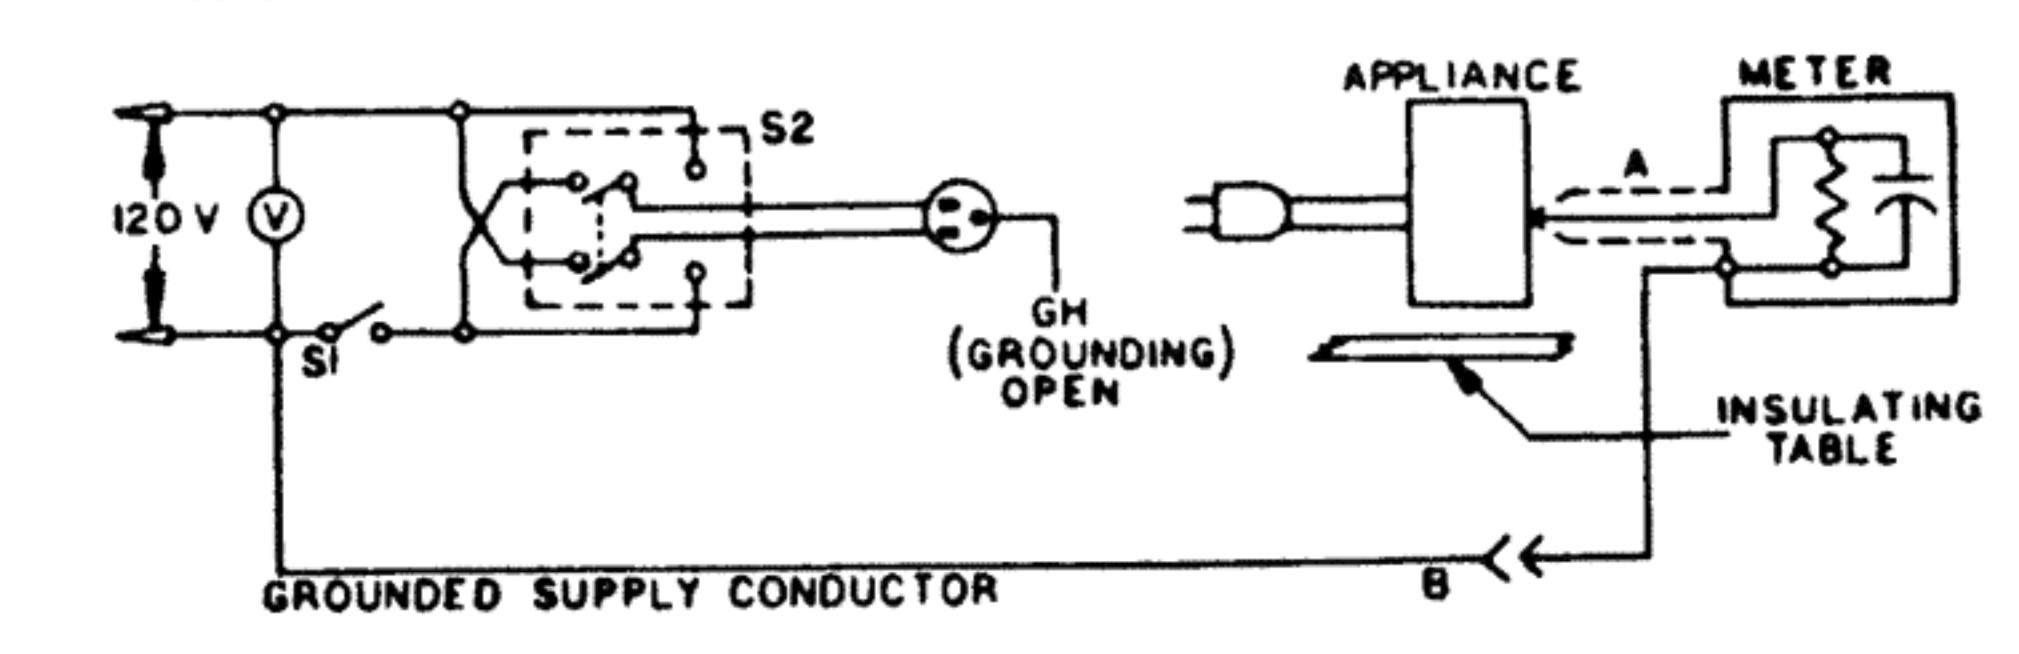 APPLIANCE
METER
S2
A
120 V
V
GH
(GROUNDING)
OPEN
S1
INSULATING
TABLE
B
GROUNDED SUPPLY CONDUCTOR